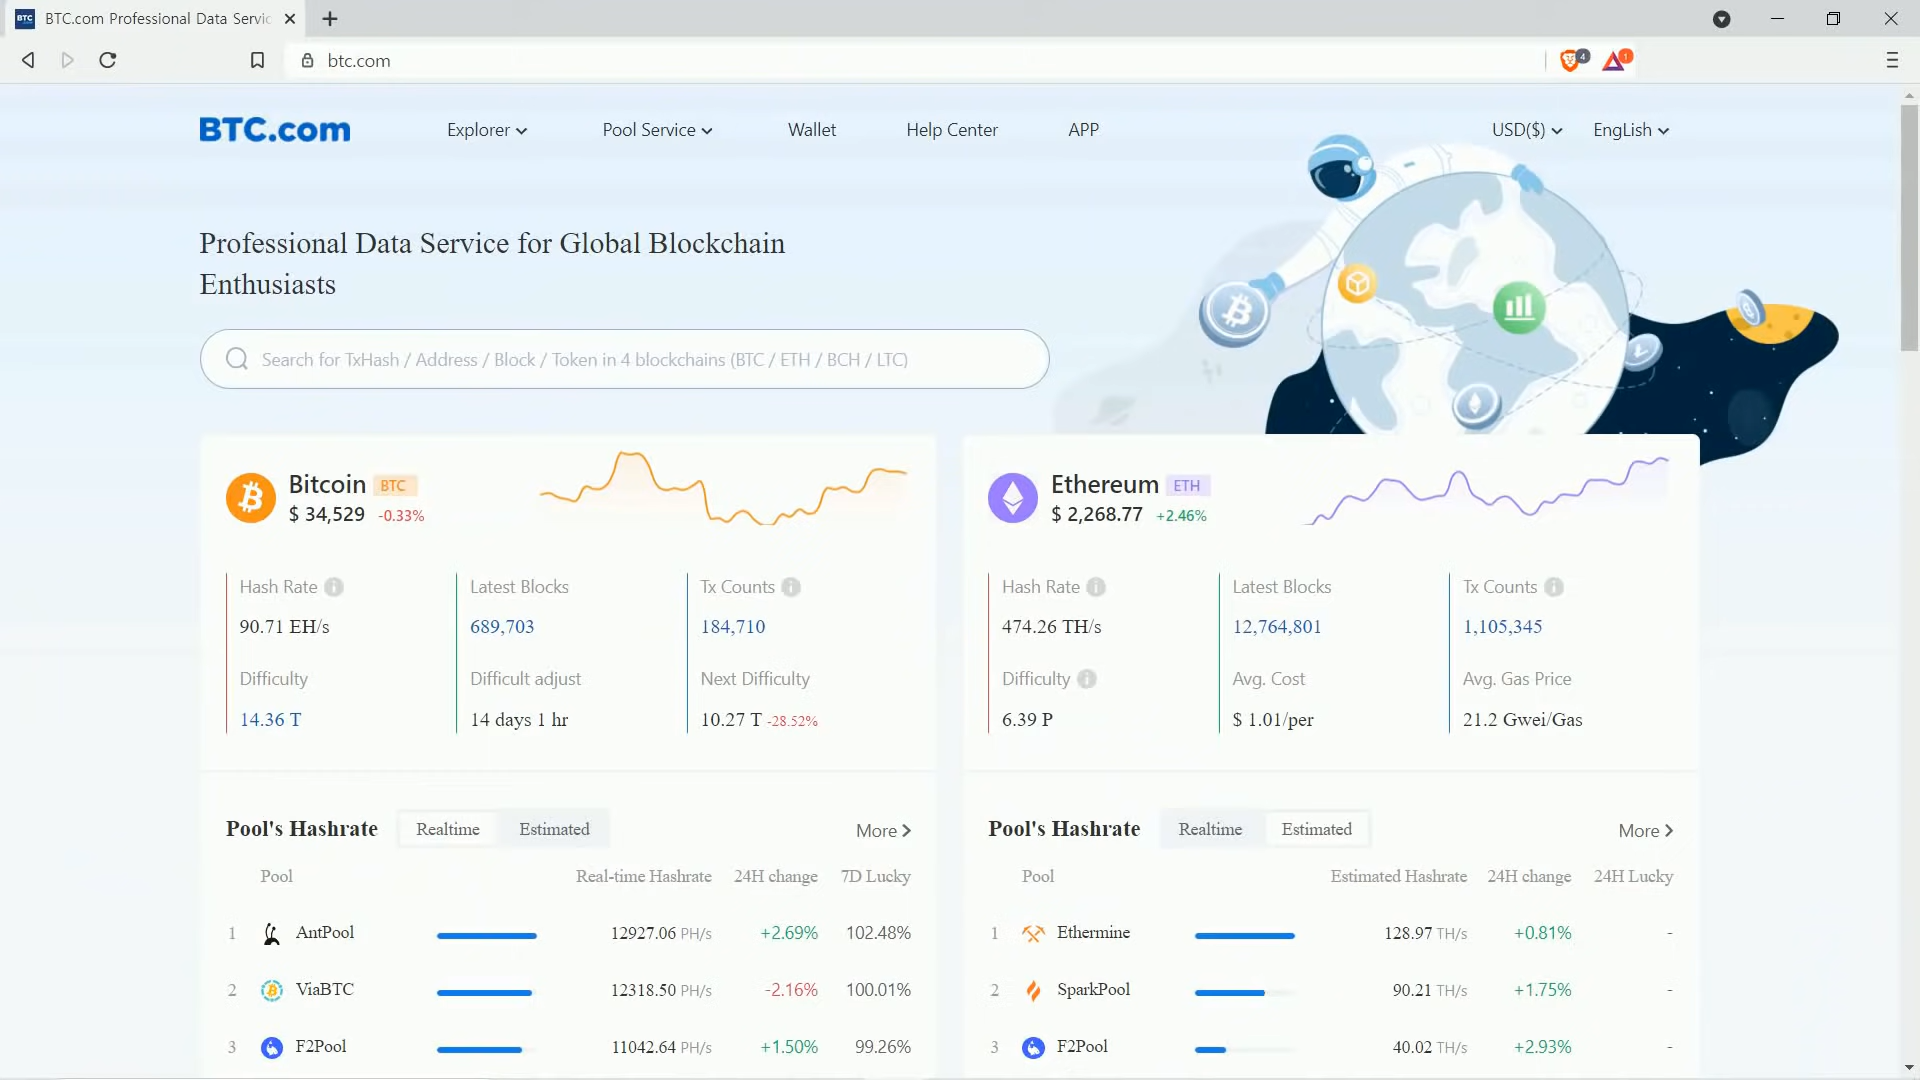 BTC.com Professional Data Servic
btc.com
4
1
BTC.com
Explorer
Pool Service
Wallet
Help Center
APP
USD($)
EngLish
Professional Data Service for Global Blockchain
Enthusiasts
Search for TxHash / Address / Block / Token in 4 blockchains (BTC / ETH / BCH / LTC)
Bitcoin BTC
$ 34,529 -0.33%
Hash Rate
Latest Blocks
Tx Counts
90.71 EH/s
689,703
184,710
Difficulty
Difficult adjust
Next Difficulty
14.36 T
14 days 1 hr
10.27 T -28.52%
Pool's Hashrate
Realtime
Estimated
More
Pool
Real-time Hashrate
24H change
7D Lucky
1 AntPool 12927.06 PH/s +2.69% 102.48%
2 ViaBTC 12318.50 PH/s -2.16% 100.01%
3 F2Pool 11042.64 PH/s +1.50% 99.26%
Ethereum ETH
$ 2,268.77 +2.46%
Hash Rate
Latest Blocks
Tx Counts
474.26 TH/s
12,764,801
1,105,345
Difficulty
Avg. Cost
Avg. Gas Price
6.39 P
$ 1.01/per
21.2 Gwei/Gas
Pool's Hashrate
Realtime
Estimated
More
Pool
Estimated Hashrate
24H change
24H Lucky
1 Ethermine 128.97 TH/s +0.81% -
2 SparkPool 90.21 TH/s +1.75% -
3 F2Pool 40.02 TH/s +2.93% -